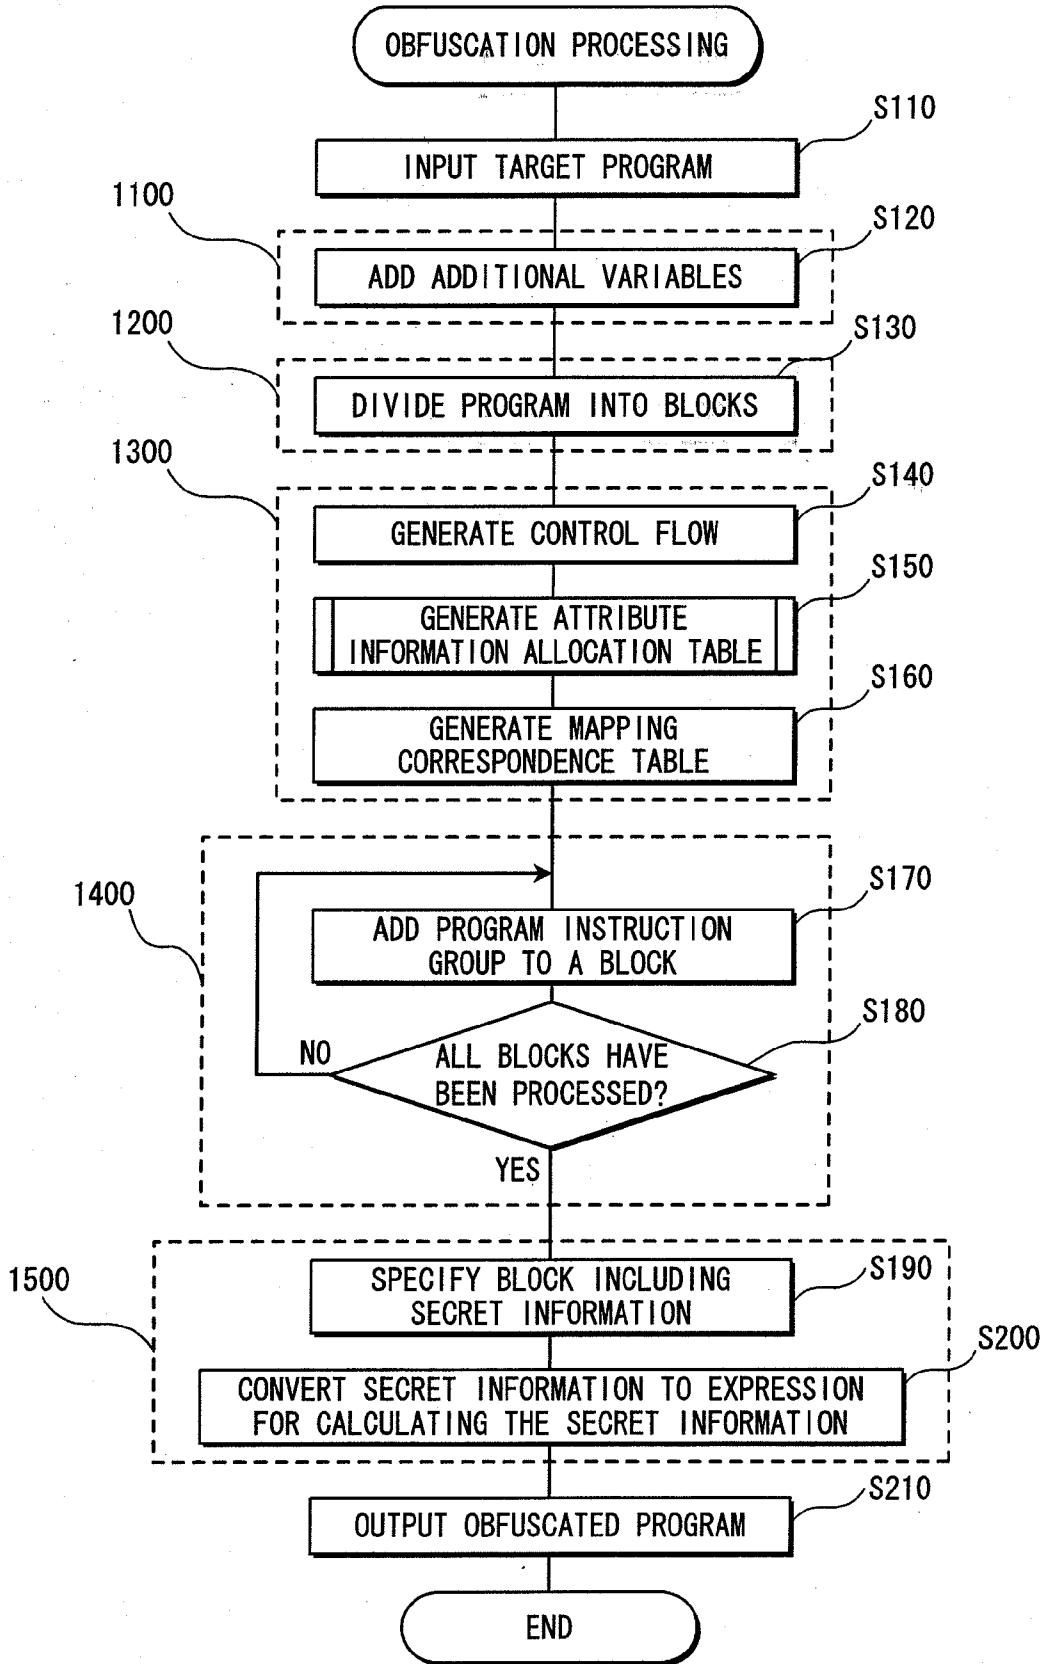 OBFUSCATION PROCESSING
S110
INPUT TARGET PROGRAM
1100
S120
ADD ADDITIONAL VARIABLES
1200
S130
DIVIDE PROGRAM INTO BLOCKS
1300
S140
GENERATE CONTROL FLOW
S150
GENERATE ATTRIBUTE
INFORMATION ALLOCATION TABLE
S160
GENERATE MAPPING
CORRESPONDENCE TABLE
1400
S170
ADD PROGRAM INSTRUCTION
GROUP TO A BLOCK
S180
NO
ALL BLOCKS HAVE
BEEN PROCESSED?
YES
1500
S190
SPECIFY BLOCK INCLUDING
SECRET INFORMATION
S200
CONVERT SECRET INFORMATION TO EXPRESSION
FOR CALCULATING THE SECRET INFORMATION
S210
OUTPUT OBFUSCATED PROGRAM
END